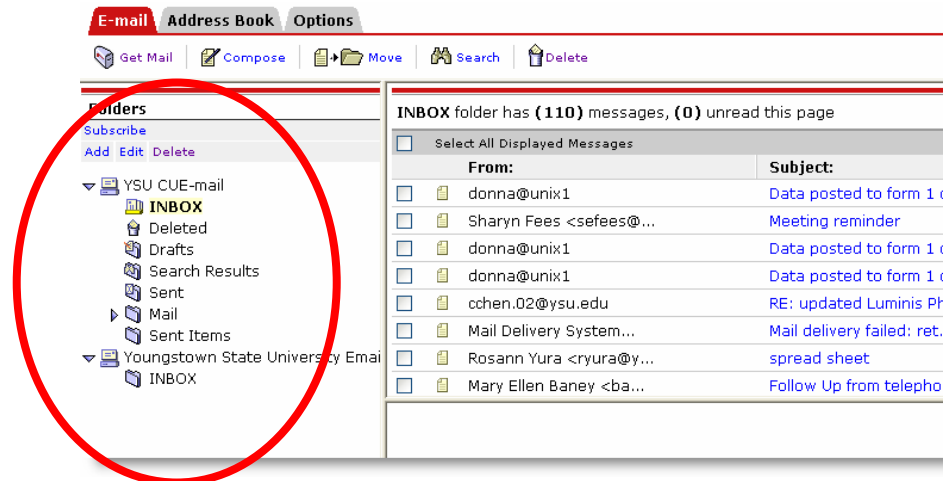 E-mail Address Book Options
Get Mail Compose Move Search Delete
Folders
Subscribe
Add Edit Delete
YSU CUE-mail
INBOX
Deleted
Drafts
Search Results
Sent
Mail
Sent Items
Youngstown State University Emai
INBOX
INBOX folder has (110) messages, (0) unread this page
Select All Displayed Messages
From: Subject:
donna@unix1 Data posted to form 1
Sharyn Fees <sefees@... Meeting reminder
donna@unix1 Data posted to form 1
donna@unix1 Data posted to form 1
cchen.02@ysu.edu RE: updated Luminis Ph
Mail Delivery System... Mail delivery failed: ret.
Rosann Yura <ryura@y... spread sheet
Mary Ellen Baney <ba... Follow Up from telepho